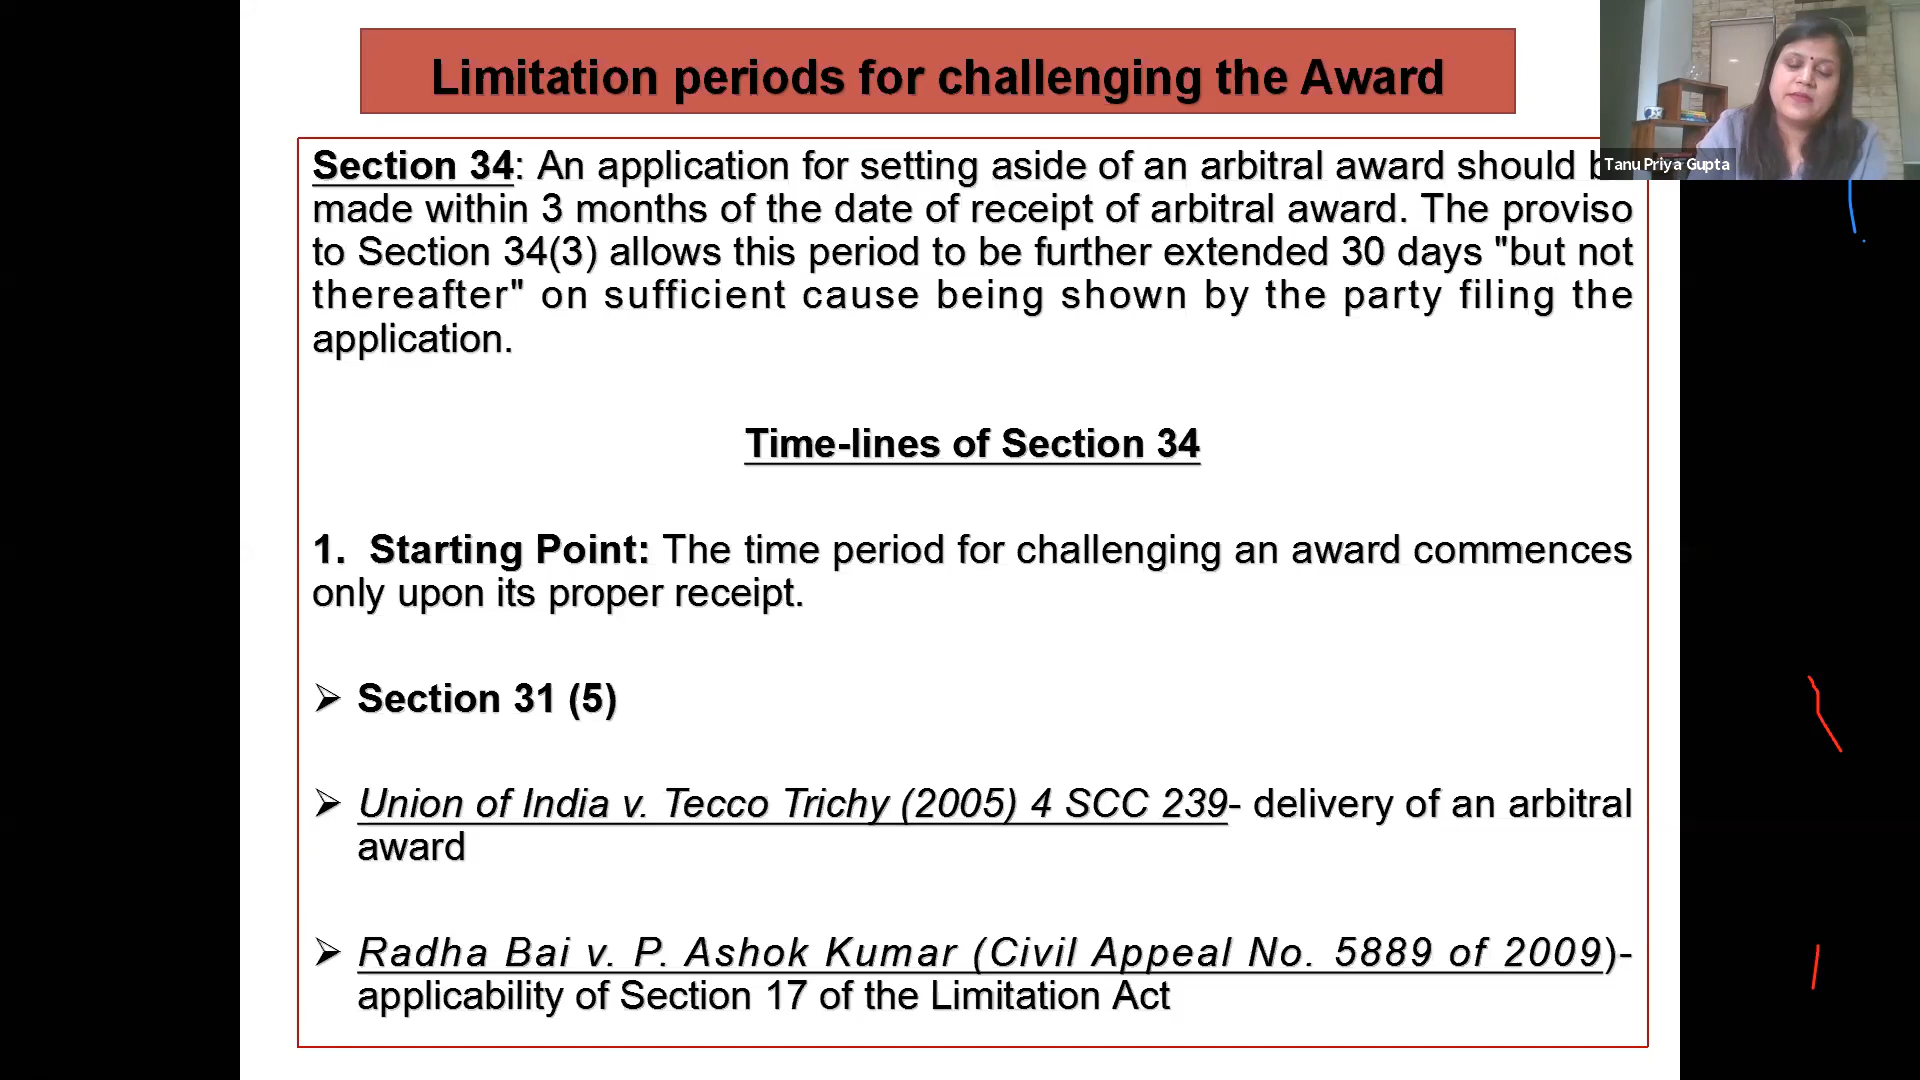 Limitation periods for challenging the Award
Section 34: An application for setting aside of an arbitral award should
made within 3 months of the date of receipt of arbitral award. The proviso
to Section 34(3) allows this period to be further extended 30 days "but not
thereafter" on sufficient cause being shown by the party filing the
application.
Time-lines of Section 34
1. Starting Point: The time period for challenging an award commences
only upon its proper receipt.
➢ Section 31 (5)
➢ Union of India v. Tecco Trichy (2005) 4 SCC 239- delivery of an arbitral
award
➢ Radha Bai v. P. Ashok Kumar (Civil Appeal No. 5889 of 2009)-
applicability of Section 17 of the Limitation Act
Tanu Priya Gupta